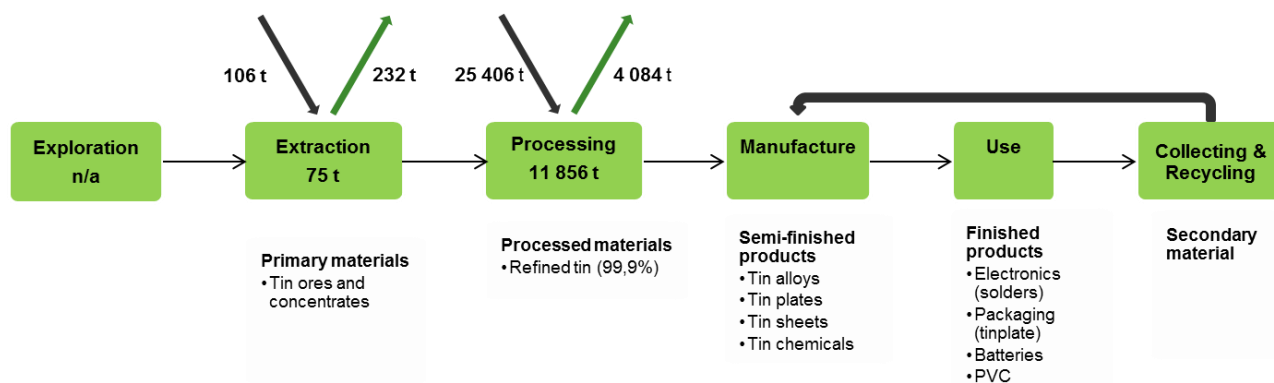 106 t
232 t
25 406 t
4 084 t
Exploration
n/a
Extraction
75 t
Processing
11 856 t
Manufacture
Use
Collecting &
Recycling
Primary materials
•Tin ores and
concentrates
Processed materials
•Refined tin (99,9%)
Semi-finished
products
•Tin alloys
•Tin plates
•Tin sheets
•Tin chemicals
Finished
products
•Electronics
(solders)
•Packaging
(tinplate)
•Batteries
•PVC
Secondary
material